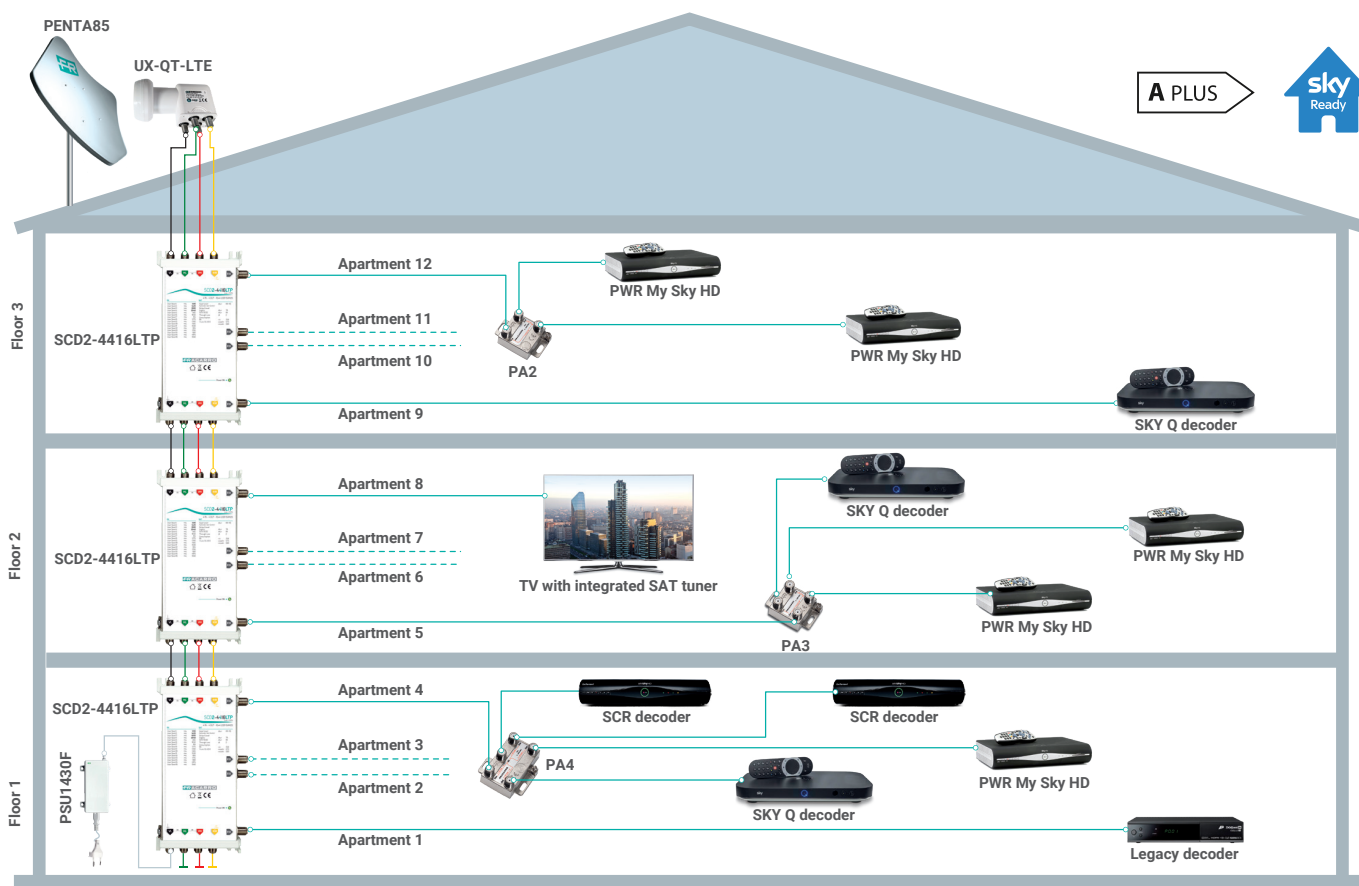 PENTA85
UX-QT-LTE
A PLUS
sky
Ready
Floor 3
SCD2-4416LTP
Apartment 12
Apartment 11
Apartment 10
Apartment 9
PA2
PWR My Sky HD
PWR My Sky HD
SKY Q decoder
Floor 2
SCD2-4416LTP
Apartment 8
Apartment 7
Apartment 6
Apartment 5
TV with integrated SAT tuner
SKY Q decoder
PWR My Sky HD
PWR My Sky HD
PA3
Floor 1
SCD2-4416LTP
PSU1430F
Apartment 4
Apartment 3
Apartment 2
Apartment 1
SCR decoder
SCR decoder
PA4
PWR My Sky HD
SKY Q decoder
Legacy decoder